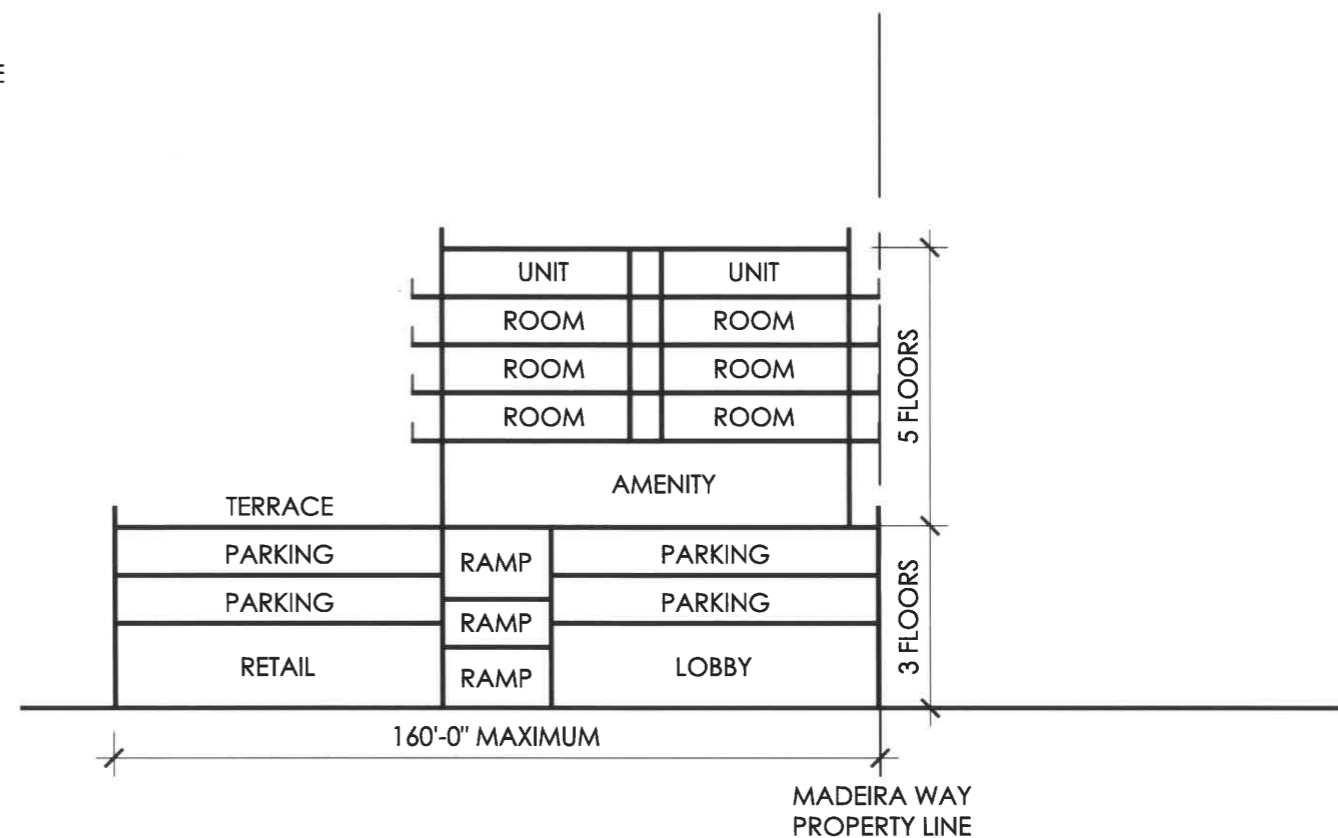 E
UNIT UNIT
ROOM ROOM
ROOM ROOM
ROOM ROOM
5 FLOORS
AMENITY
TERRACE
PARKING RAMP PARKING
PARKING RAMP PARKING
RETAIL RAMP LOBBY
3 FLOORS
160'-0" MAXIMUM
MADEIRA WAY
PROPERTY LINE